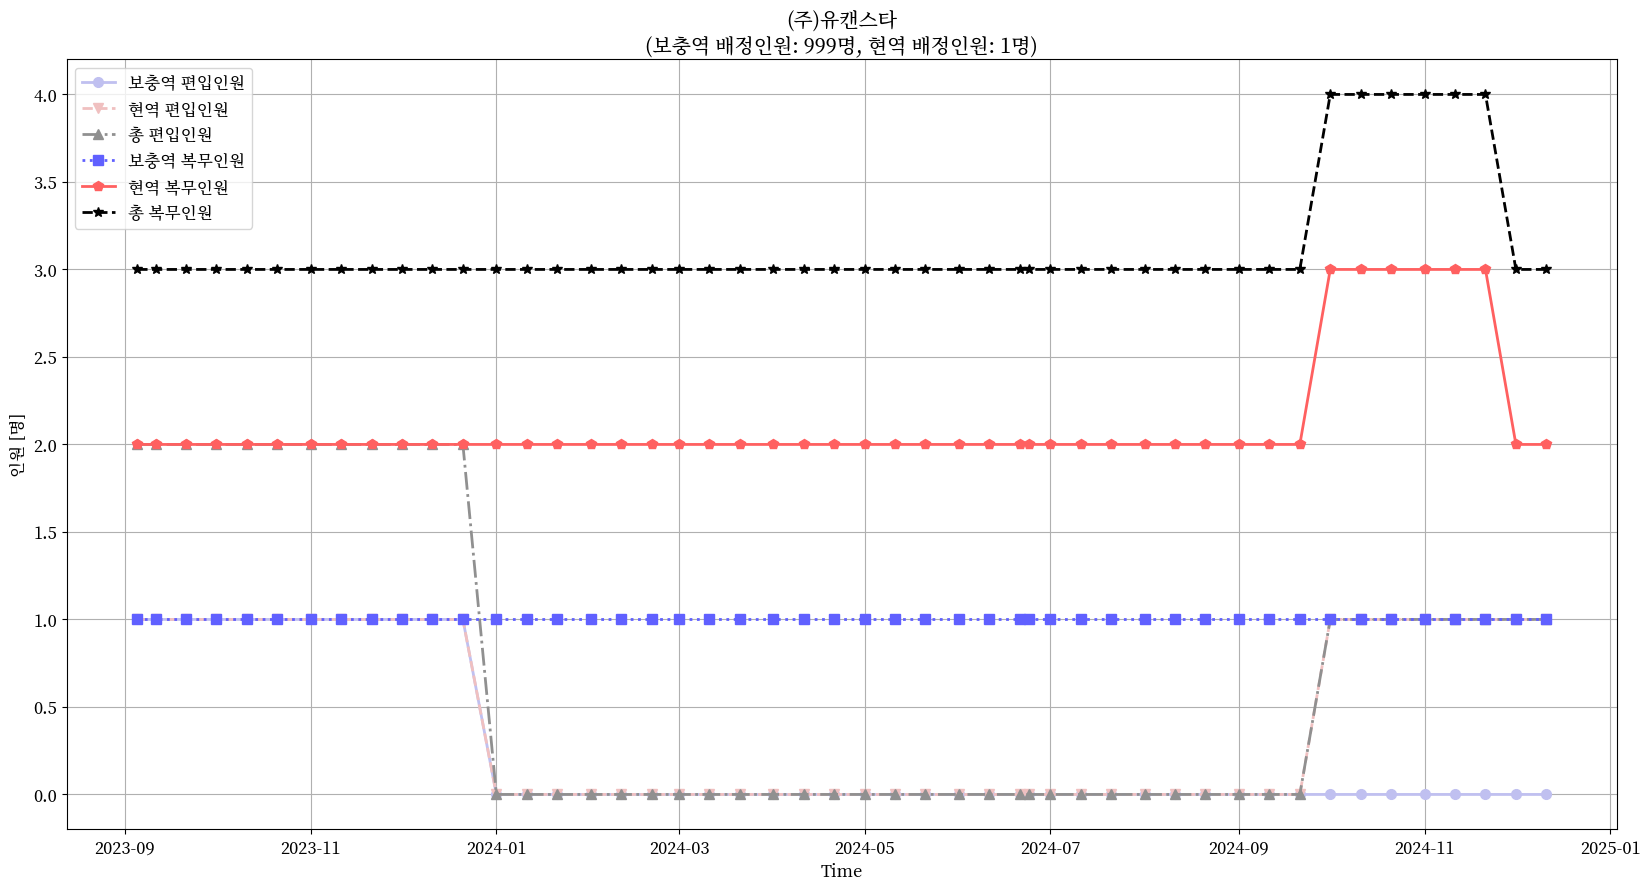 (주)유캔스타
(보충역 배정인원: 999명, 현역 배정인원: 1명)
보충역 편입인원
현역 편입인원
총 편입인원
보충역 복무인원
현역 복무인원
총 복무인원
4.0
3.5
3.0
2.5
2.0
1.5
1.0
0.5
0.0
인원 [명]
2023-09 2023-11 2024-01 2024-03 2024-05 2024-07 2024-09 2024-11 2025-01
Time